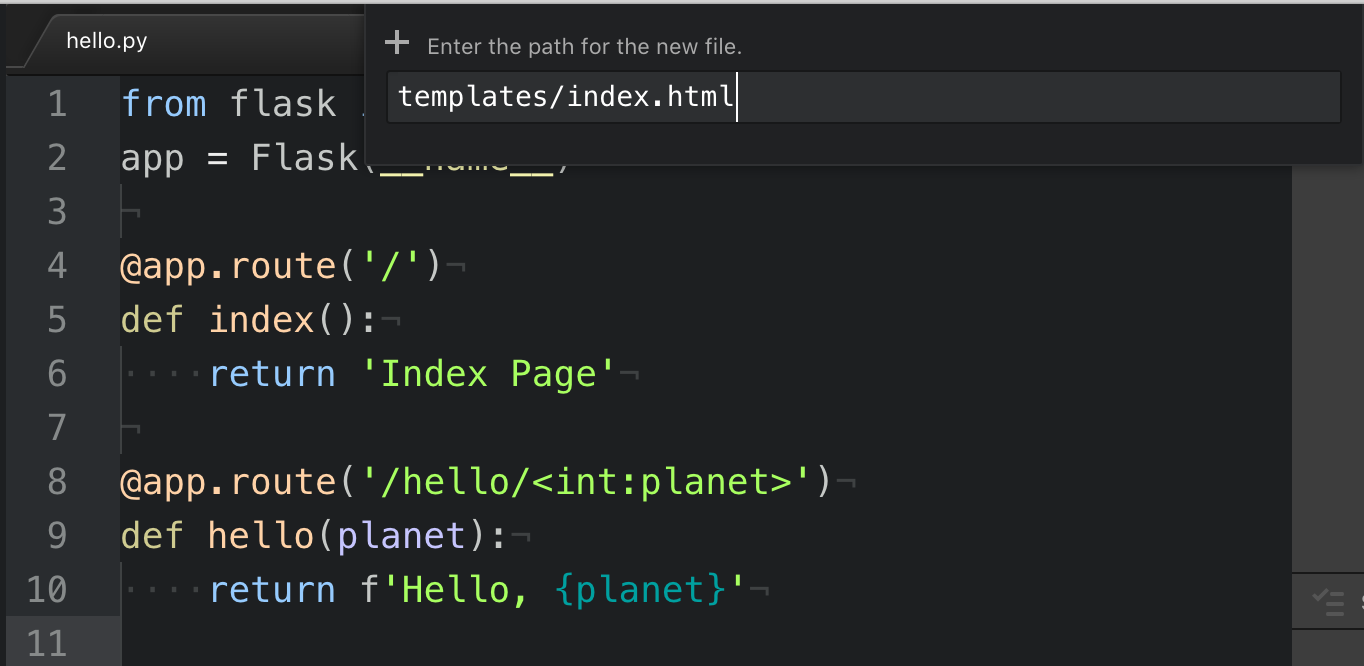 hello.py
Enter the path for the new file.
templates/index.html
1 from flask
2 app = Flask(__name__)
3 ¬
4 @app.route('/')¬
5 def index():¬
6 ····return 'Index Page'¬
7 ¬
8 @app.route('/hello/<int:planet>')¬
9 def hello(planet):¬
10 ····return f'Hello, {planet}'¬
11